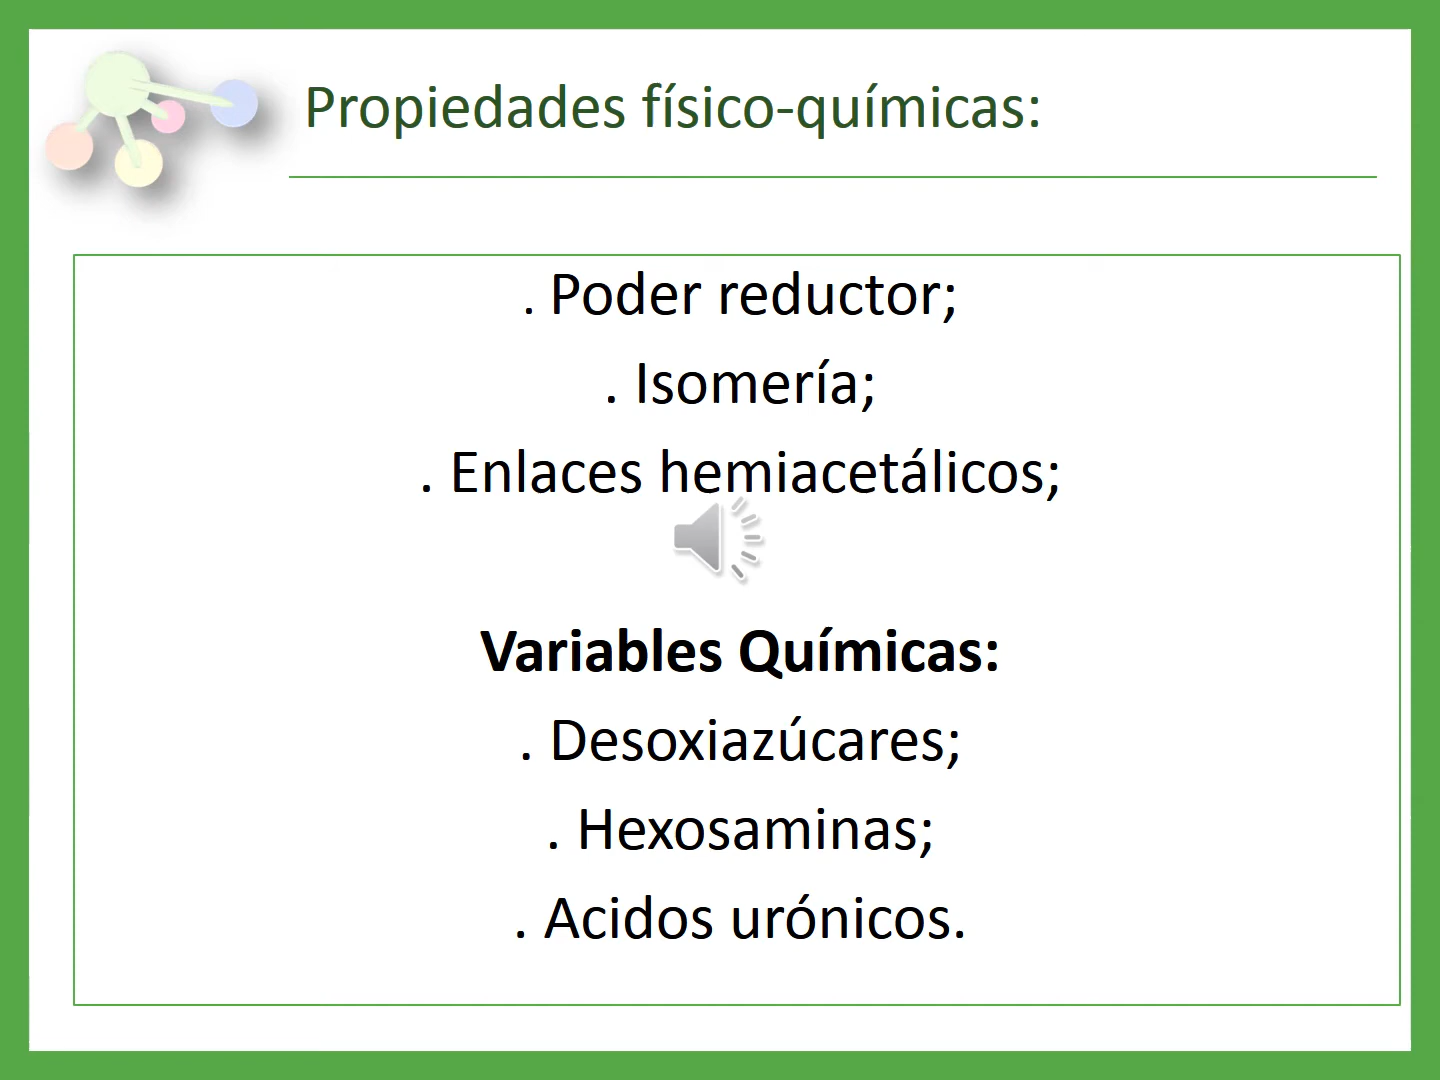 Propiedades físico-químicas:
. Poder reductor;
. Isomería;
. Enlaces hemiacetálicos;
Variables Químicas:
. Desoxiazúcares;
. Hexosaminas;
. Acidos urónicos.